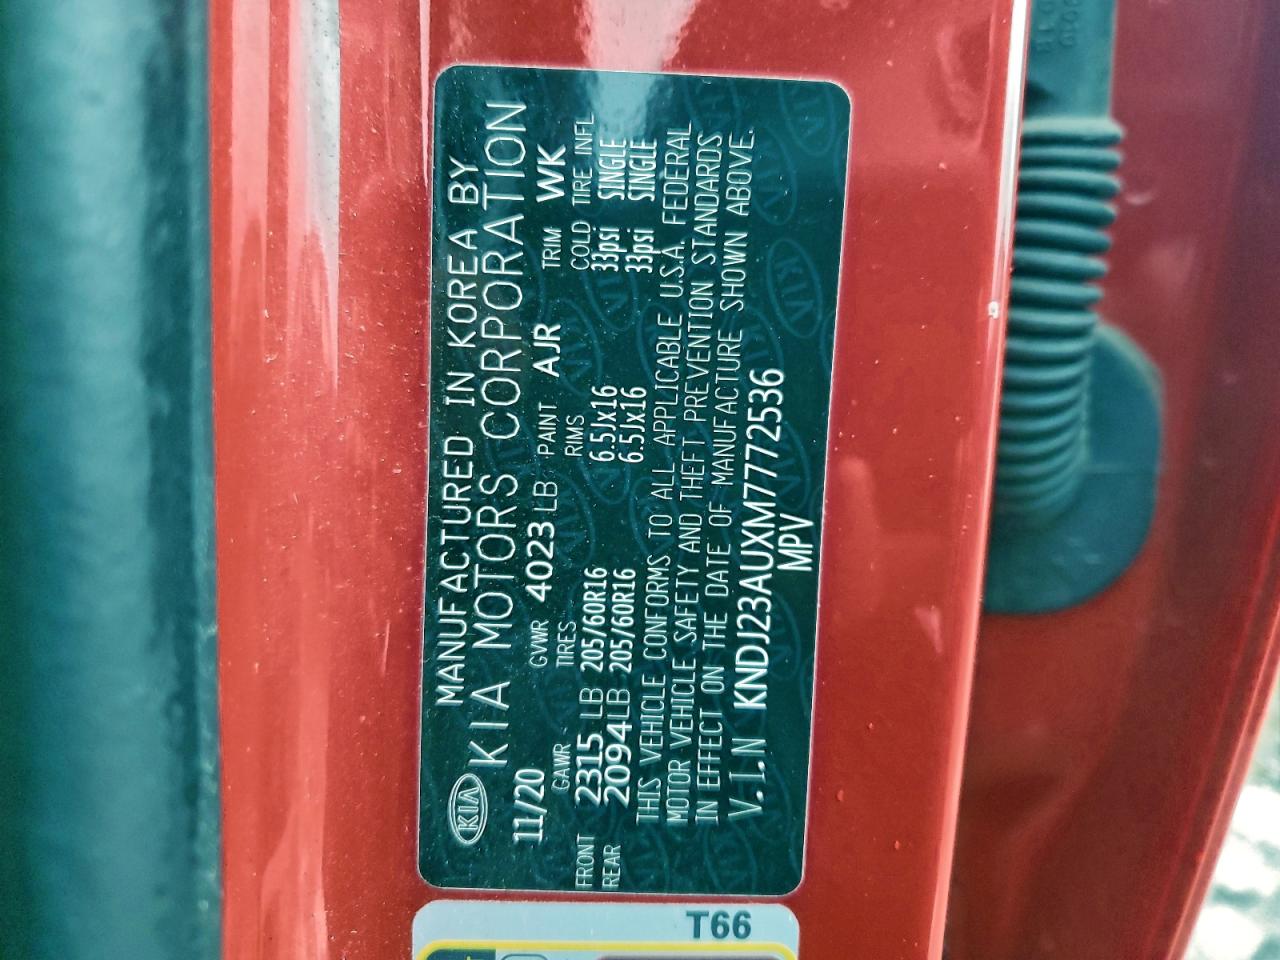 MANUFACTURED IN KOREA BY
KIA KIA MOTORS CORPORATION
11/20 GVWR 4023 LB PAINT AJR TRIM WK
GAWR TIRES RIMS COLD TIRE INFL
FRONT 2315 LB 205/60R16 6.5Jx16 33psi SINGLE
REAR 2094LB 205/60R16 6.5Jx16 33psi SINGLE
THIS VEHICLE CONFORMS TO ALL APPLICABLE U.S.A. FEDERAL
MOTOR VEHICLE SAFETY AND THEFT PREVENTION STANDARDS
IN EFFECT ON THE DATE OF MANUFACTURE SHOWN ABOVE.
V.I.N KNDJ23AUXM7772536
MPV
T66